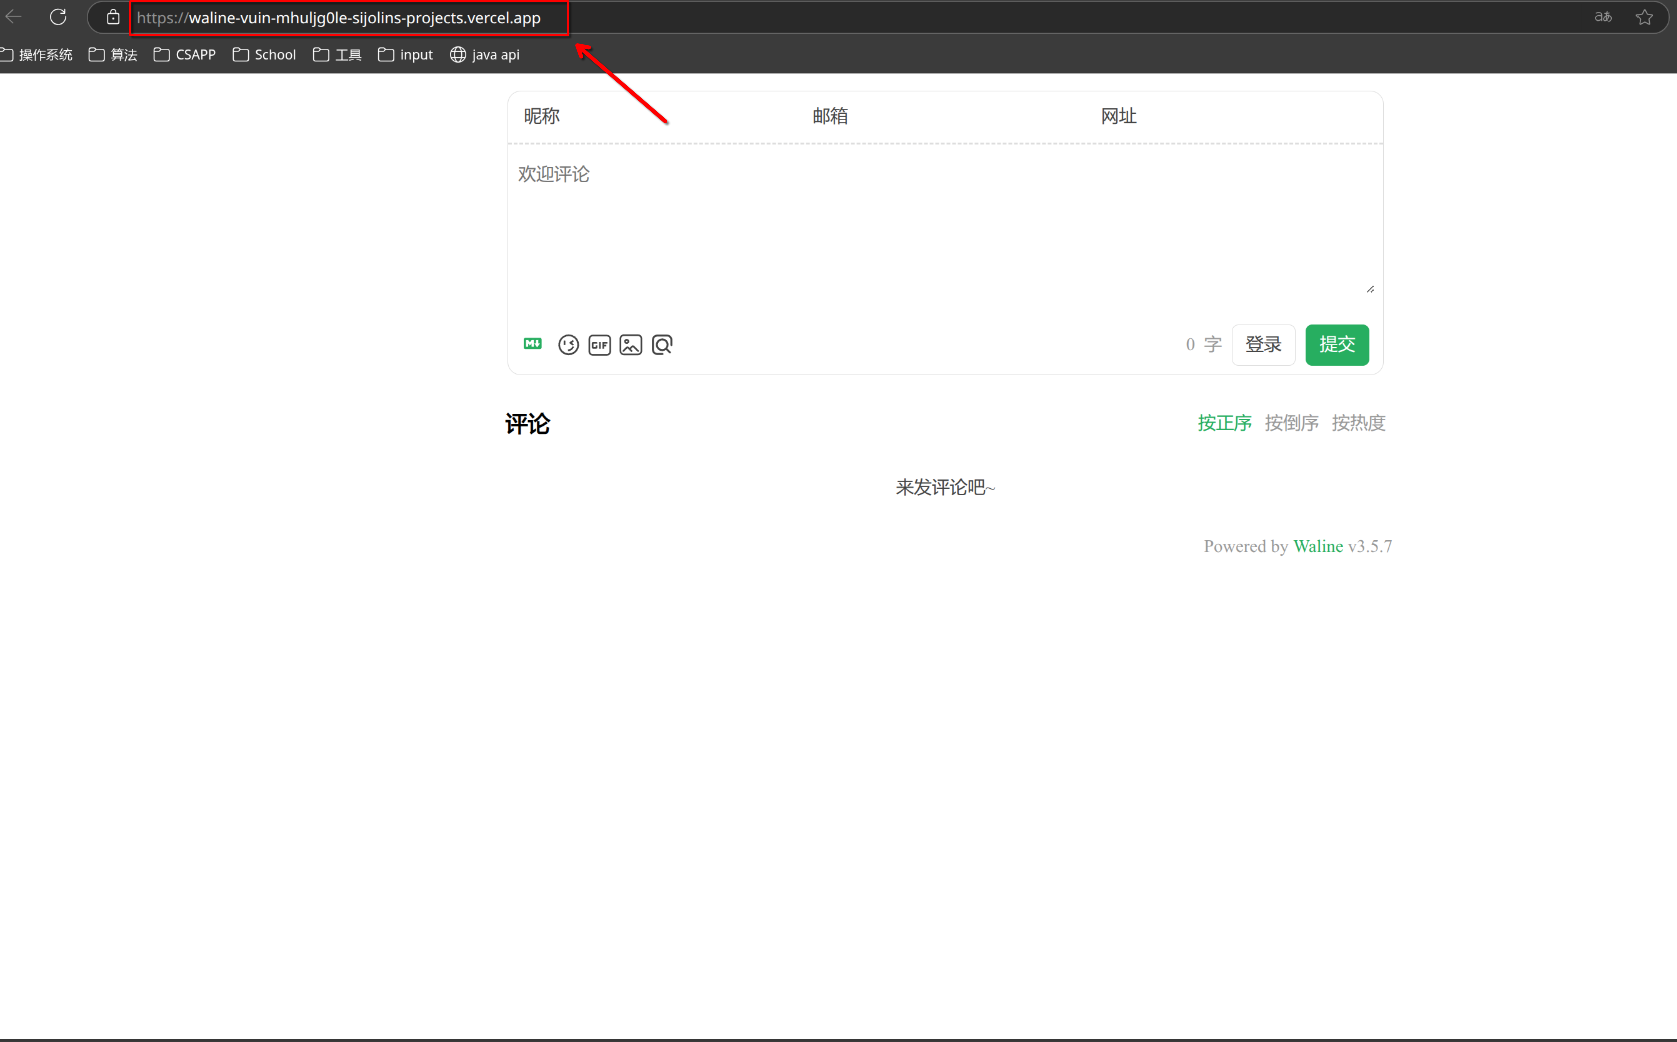 https://waline-vuin-mhuljg0le-sijolins-projects.vercel.app aあ
操作系统 算法 CSAPP School 工具 input java api
昵称 邮箱 网址
欢迎评论
M GIF 0 字 登录 提交
评论 按正序 按倒序 按热度
来发评论吧~
Powered by Waline v3.5.7